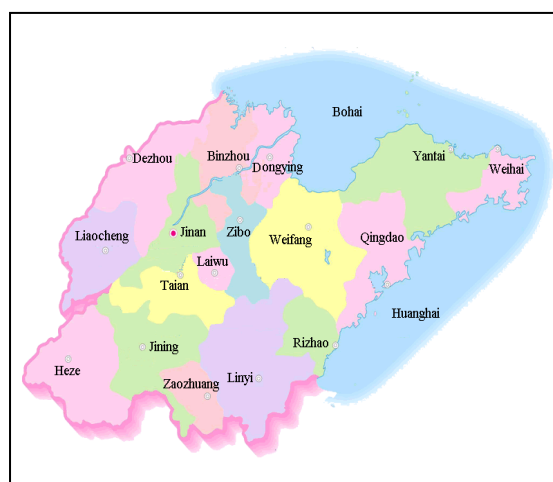 Bohai
Yantai
Dezhou
Binzhou
Dongying
Weihai
Liaocheng
Jinan
Zibo
Weifang
Qingdao
Laiwu
Taian
Huanghai
Jining
Rizhao
Heze
Zaozhuang
Linyi